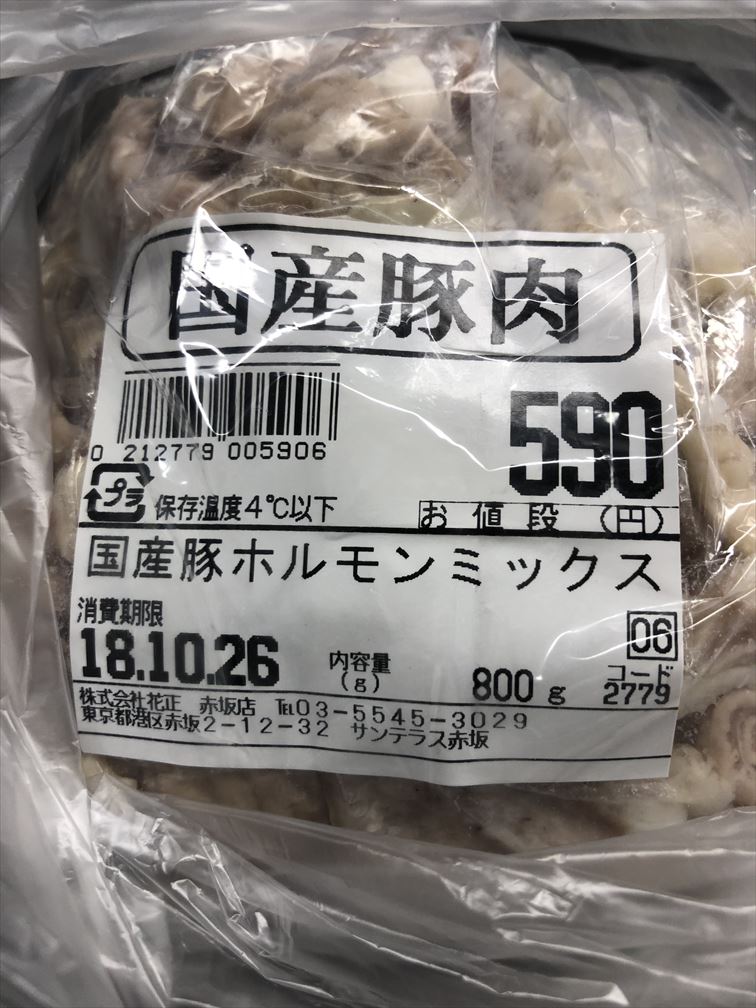 国産豚肉
590
0 212779 005906
プラ 保存温度4℃以下
お値段 (円)
国産豚ホルモンミックス
消費期限
06
18.10.26
内容量
(g)
800g
コード
2779
株式会社花正 赤坂店 TEL03-5545-3029
東京都港区赤坂2-12-32 サンテラス赤坂